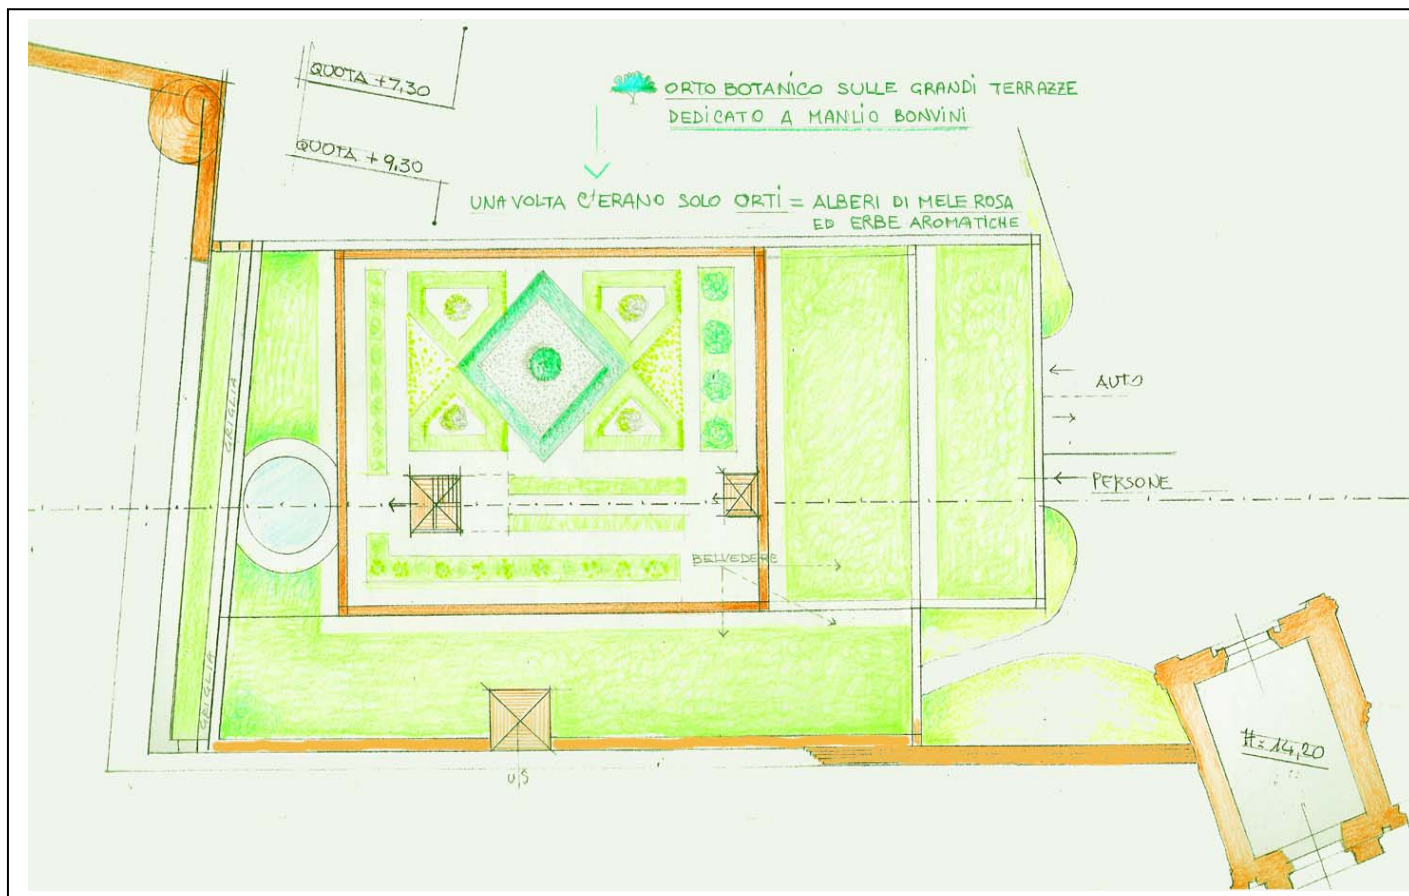 QUOTA +7,30
ORTO BOTANICO SULLE GRANDI TERRAZZE
DEDICATO A MANLIO BONVINI
QUOTA +9,30
UNA VOLTA C'ERANO SOLO ORTI = ALBERI DI MELE ROSA
ED ERBE AROMATICHE
GRIGLIA
AUTO
PERSONE
BELVEDERE
GRIGLIA
H= 14,20
U.S